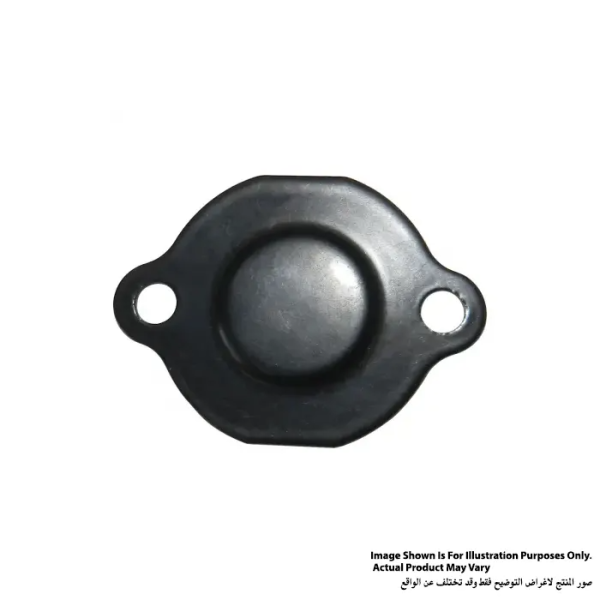 Image Shown Is For Illustration Purposes Only.
Actual Product May Vary
صور المنتج لاغراض التوضيح فقط وقد تختلف عن الواقع